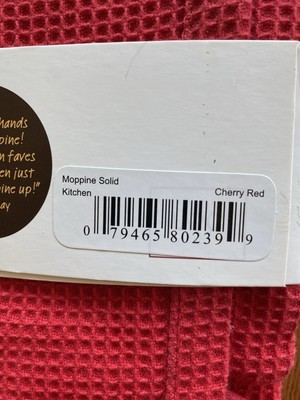 hands
pine!
n faves
en just
ine up!"
ay
Moppine Solid
Kitchen Cherry Red
0 79465 80239 9